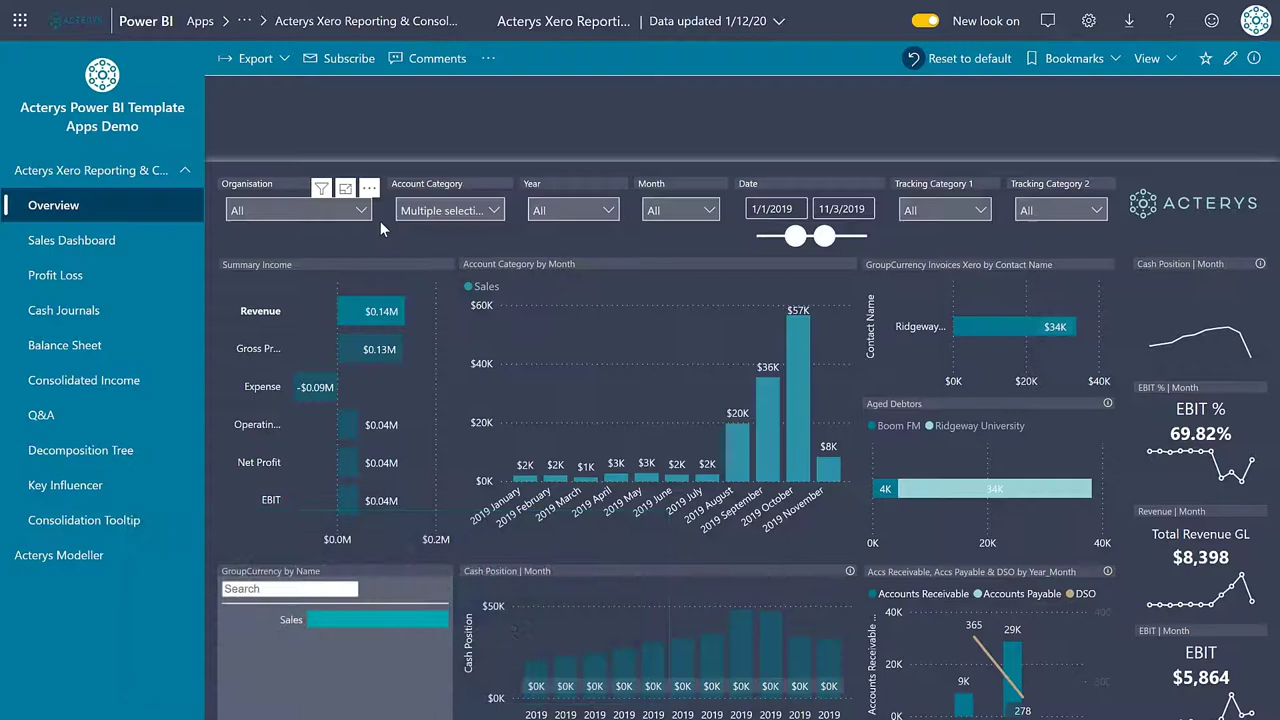 ACTERYS
Power BI
Apps
···
Acterys Xero Reporting & Consol...
Acterys Xero Reporti...
Data updated 1/12/20
New look on
Export
Subscribe
Comments
···
Reset to default
Bookmarks
View
Acterys Power BI Template
Apps Demo
Acterys Xero Reporting & C...
Overview
Sales Dashboard
Profit Loss
Cash Journals
Balance Sheet
Consolidated Income
Q&A
Decomposition Tree
Key Influencer
Consolidation Tooltip
Acterys Modeller
Organisation
All
Account Category
Multiple selecti...
Year
All
Month
All
Date
1/1/2019
11/3/2019
Tracking Category 1
All
Tracking Category 2
All
ACTERYS
Summary Income
Revenue
$0.14M
Gross Pr...
$0.13M
Expense
-$0.09M
Operatin...
$0.04M
Net Profit
$0.04M
EBIT
$0.04M
$0.0M
$0.2M
Account Category by Month
Sales
$60K
$40K
$20K
$0K
$2K
$2K
$1K
$3K
$3K
$2K
$2K
$20K
$36K
$57K
$8K
2019 January
2019 February
2019 March
2019 April
2019 May
2019 June
2019 July
2019 August
2019 September
2019 October
2019 November
GroupCurrency Invoices Xero by Contact Name
Contact Name
Ridgeway...
$34K
$0K
$20K
$40K
Aged Debtors
Boom FM
Ridgeway University
4K
34K
0K
20K
40K
Cash Position | Month
EBIT % | Month
EBIT %
69.82%
Revenue | Month
Total Revenue GL
$8,398
EBIT | Month
EBIT
$5,864
GroupCurrency by Name
Search
Sales
Cash Position | Month
Cash Position
$50K
$0K
$0K
$0K
$0K
$0K
$0K
$0K
$0K
$0K
$0K
$0K
$0K
2019
2019
2019
2019
2019
2019
2019
2019
2019
2019
2019
Accs Receivable, Accs Payable & DSO by Year_Month
Accounts Receivable
Accounts Payable
DSO
Accounts Receivable ...
40K
20K
0K
400
365
29K
9K
278